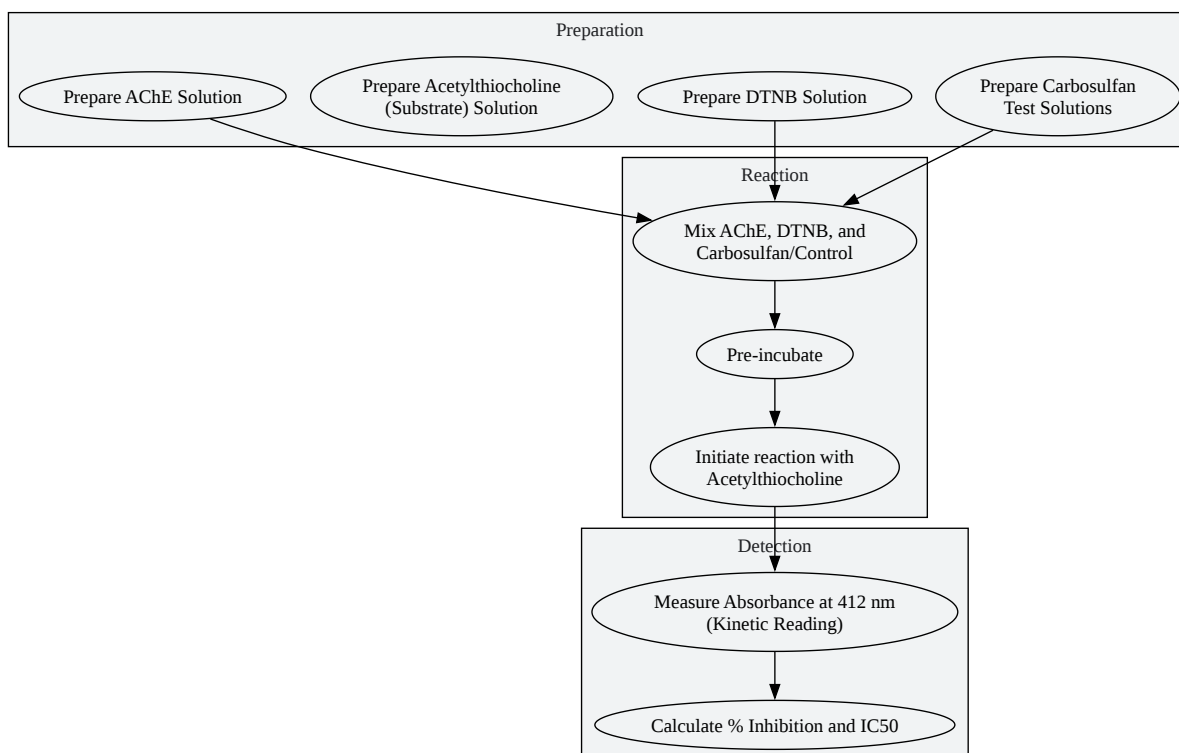 Preparation
Prepare AChE Solution
Prepare Acetylthiocholine
(Substrate) Solution
Prepare DTNB Solution
Prepare Carbosulfan
Test Solutions
Reaction
Mix AChE, DTNB, and
Carbosulfan/Control
Pre-incubate
Initiate reaction with
Acetylthiocholine
Detection
Measure Absorbance at 412 nm
(Kinetic Reading)
Calculate % Inhibition and IC50